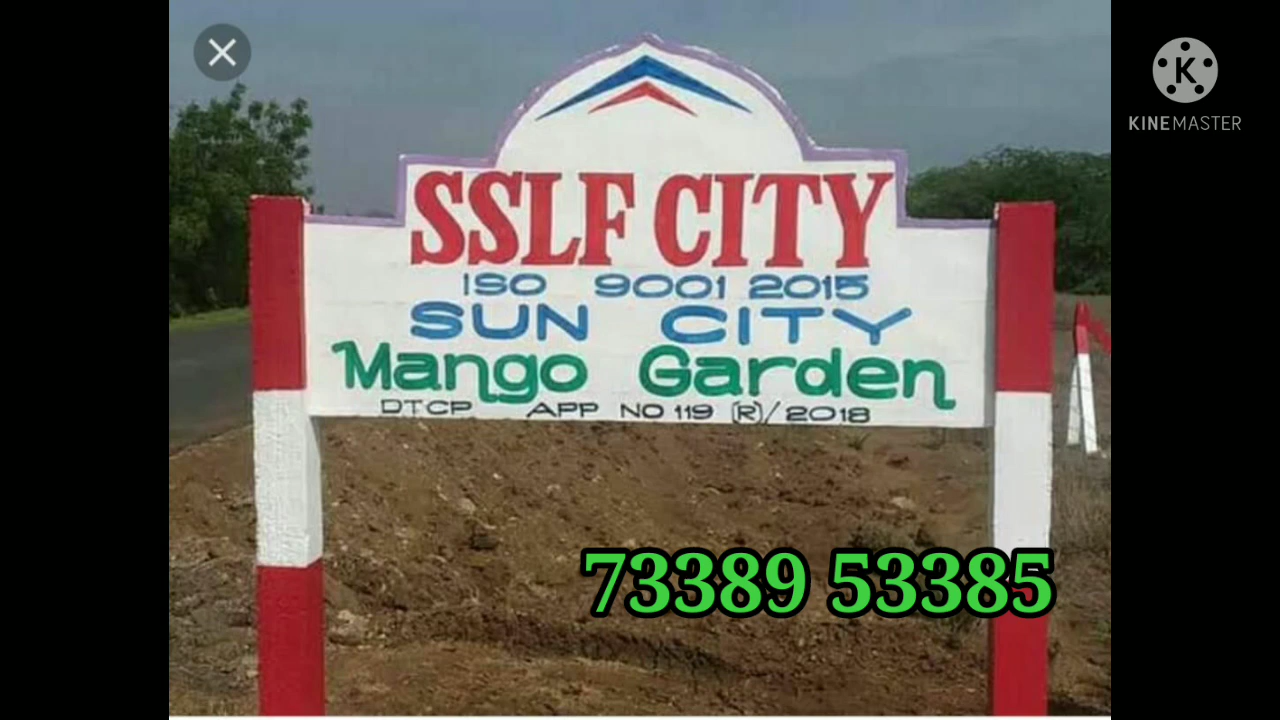 K
KINEMASTER
SSLF CITY
ISO 9001 2015
SUN CITY
Mango Garden
DTCP APP NO 119 (R)/2018
73389 53385